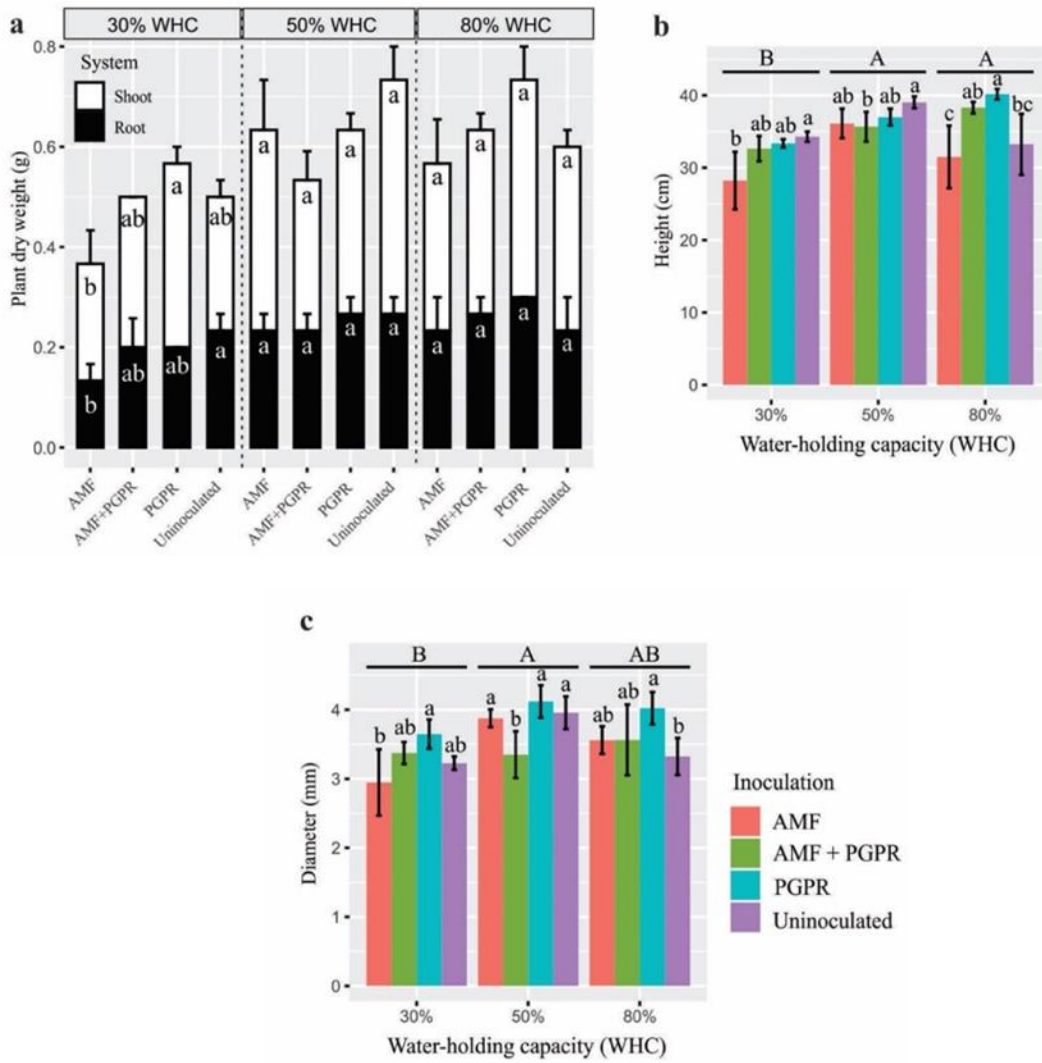 a
30% WHC 50% WHC 80% WHC
0.8
0.6
0.4
0.2
0.0
Plant dry weight (g)
System
Shoot
Root
b ab a ab a a a a a a a a
b ab ab a a a a a a a a a
AMF AMF+PGPR PGPR Uninoculated AMF AMF+PGPR PGPR Uninoculated AMF AMF+PGPR PGPR Uninoculated
b
B A A
b ab ab a ab b ab a c ab a bc
40
30
20
10
0
Height (cm)
30% 50% 80%
Water-holding capacity (WHC)
c
B A AB
b ab a ab a b a a ab ab a b
4
3
2
1
0
Diameter (mm)
30% 50% 80%
Water-holding capacity (WHC)
Inoculation
AMF
AMF + PGPR
PGPR
Uninoculated